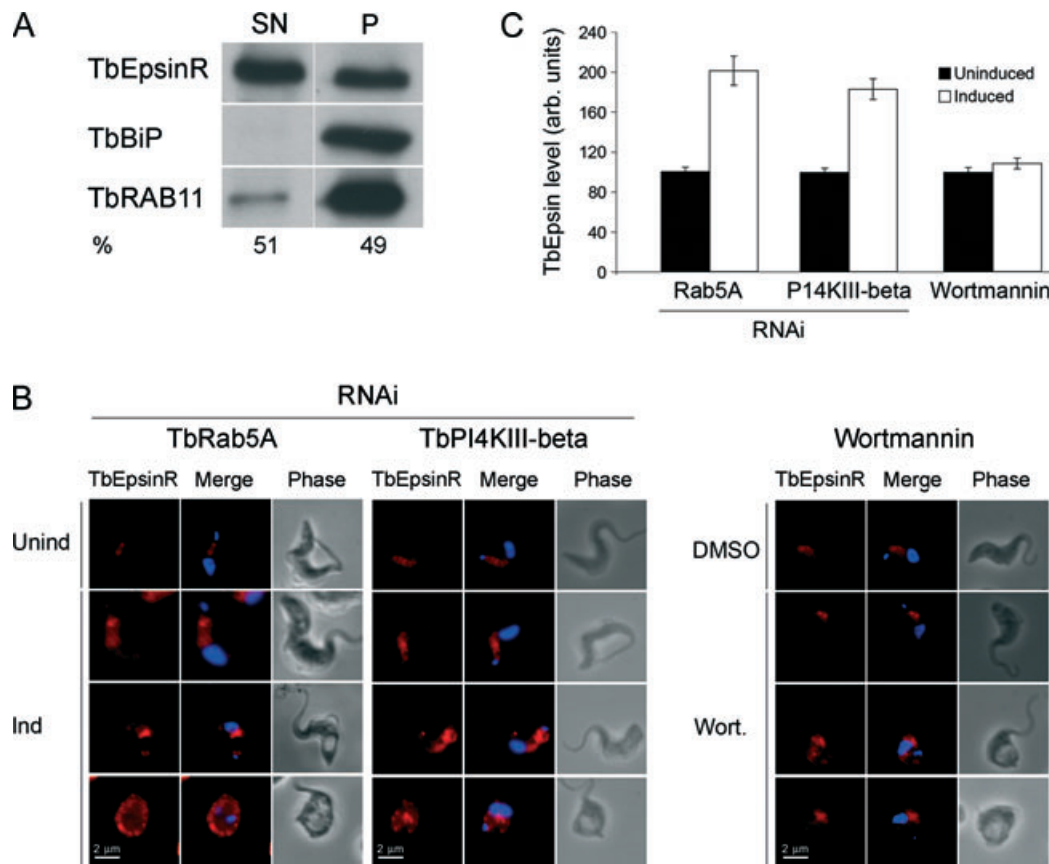 A
SN P
TbEpsinR
TbBiP
TbRAB11
% 51 49
C
TbEpsin level (arb. units)
240
200
160
120
80
40
0
Uninduced
Induced
Rab5A P14KIII-beta Wortmannin
RNAi
B
RNAi
TbRab5A TbPI4KIII-beta Wortmannin
TbEpsinR Merge Phase TbEpsinR Merge Phase TbEpsinR Merge Phase
Unind DMSO
Ind Wort.
2 µm 2 µm 2 µm